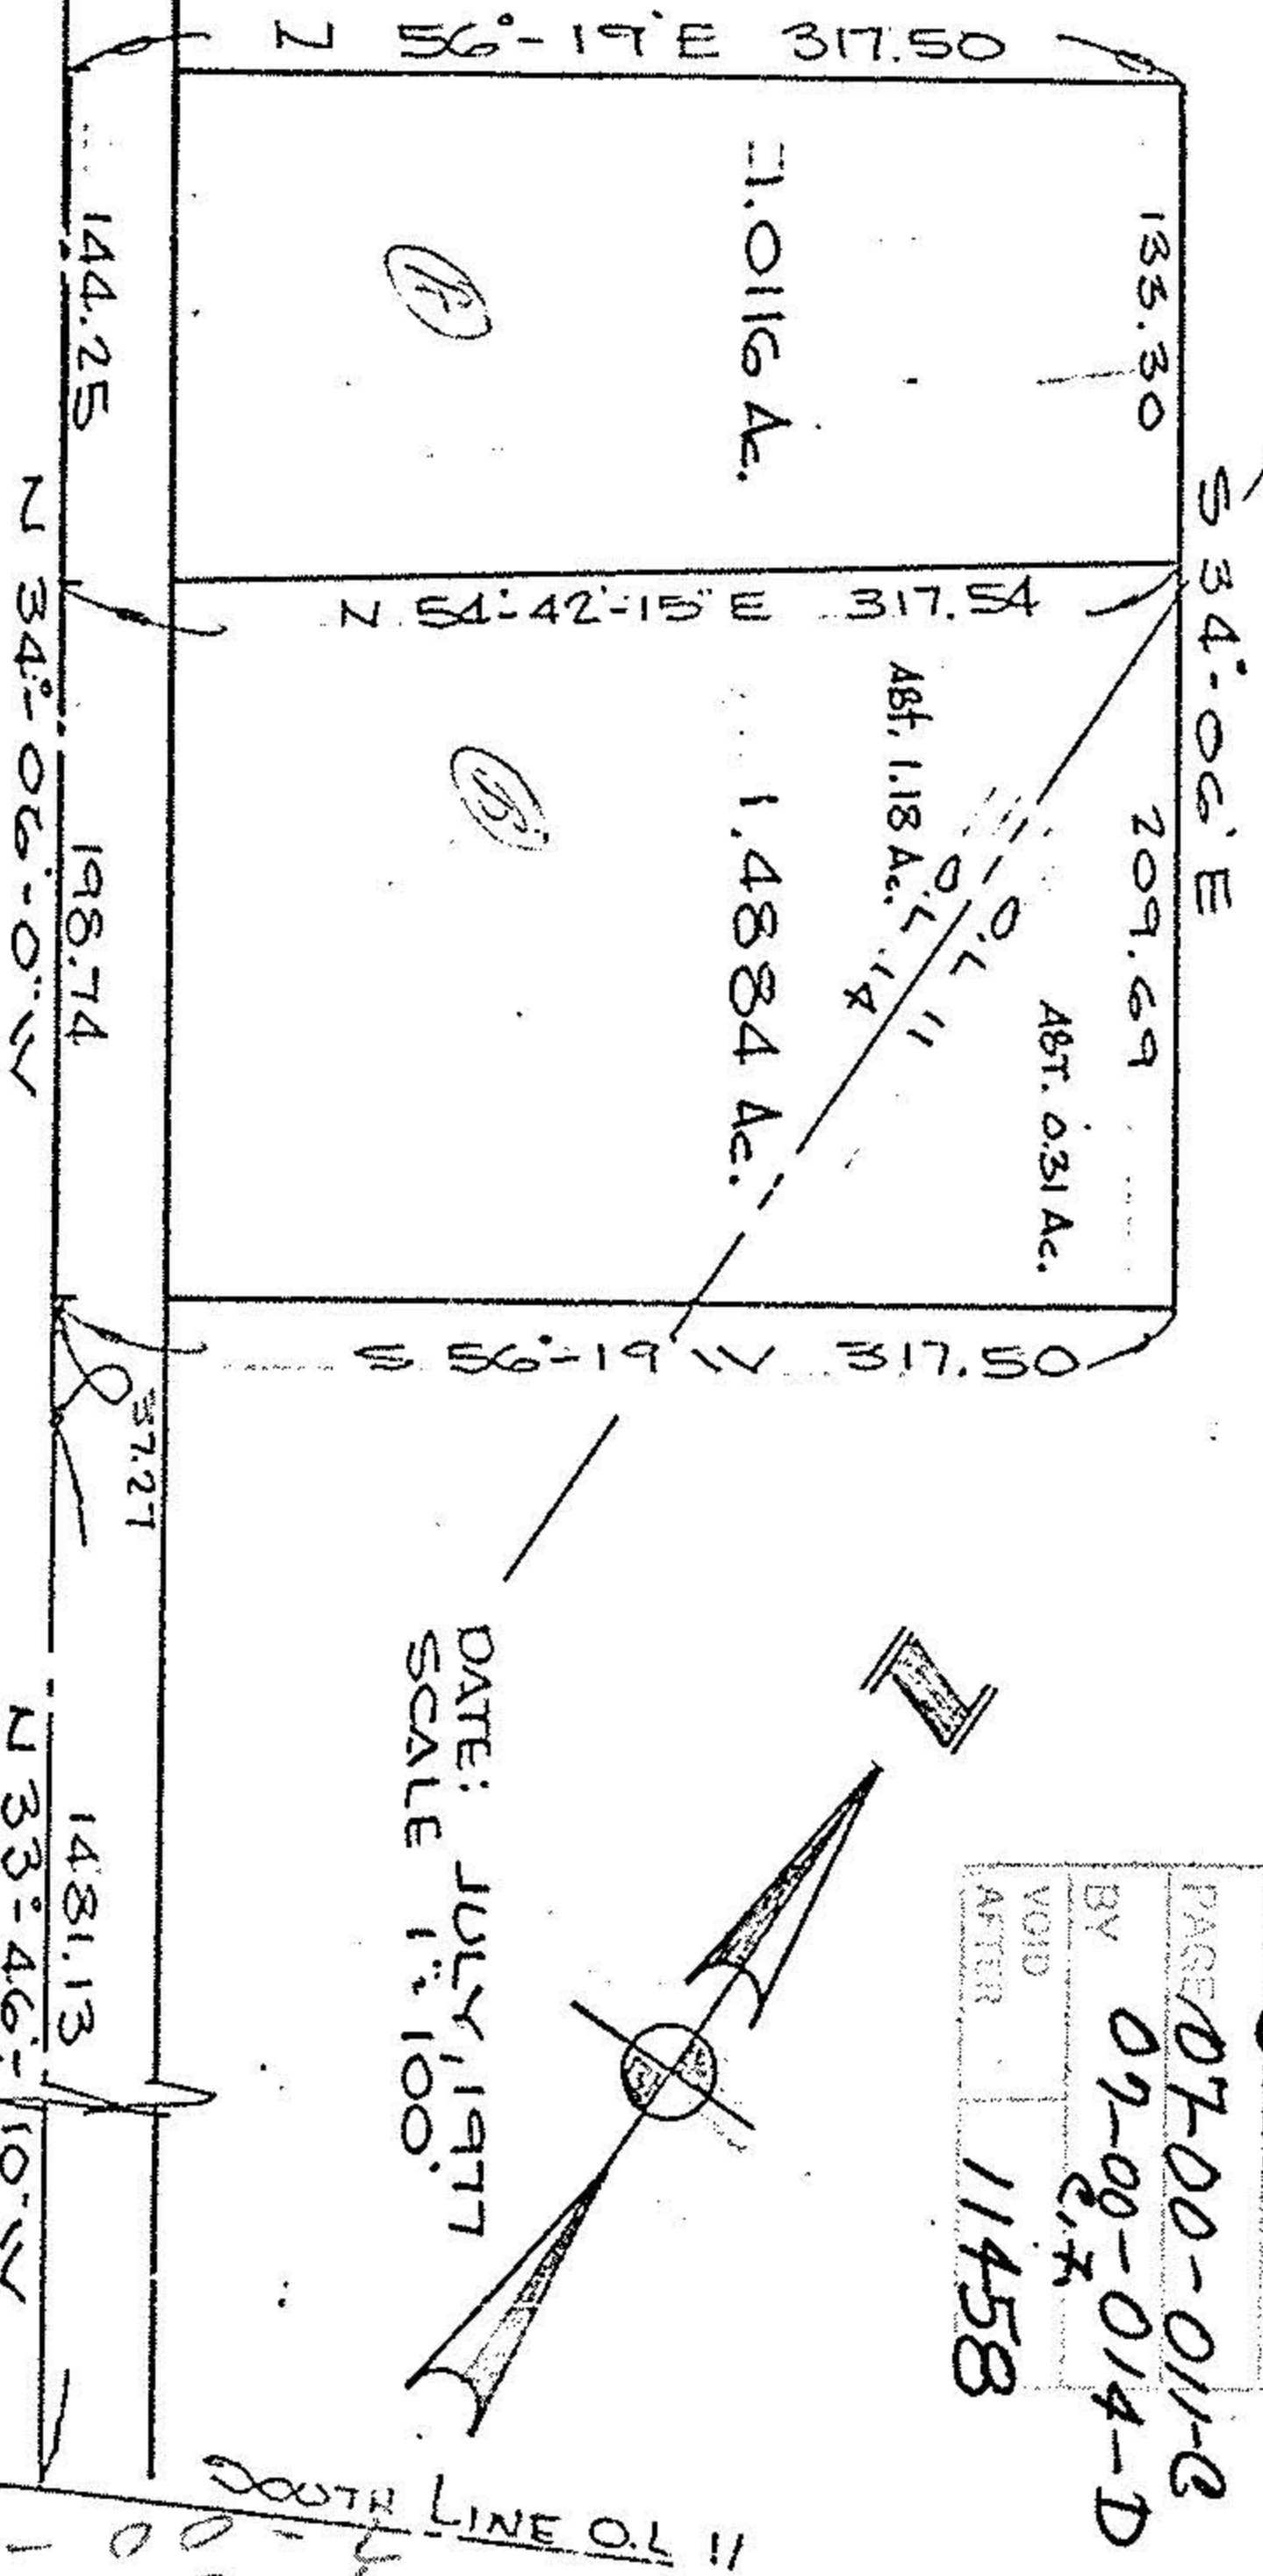 N 56°-19' E 317.50
133.30
1.0116 Ac.
144.25
S 34°-06' E
N 54°-42'-15" E 317.54
209.69
Abt. 1.18 Ac.
ABT. 0.31 Ac.
O.L. 11
O.L. 14
1.4884 Ac.
198.74
N 34°-06'-0" W
S 56°-19' W 317.50
57.27
1481.13
N 33°-46'-10" W
DATE: JULY, 1977
SCALE 1": 100'
N
PAGE 07-00-011-C
BY 07-00-014-D
VOID AFTER
11458
SOUTH LINE O.L 11